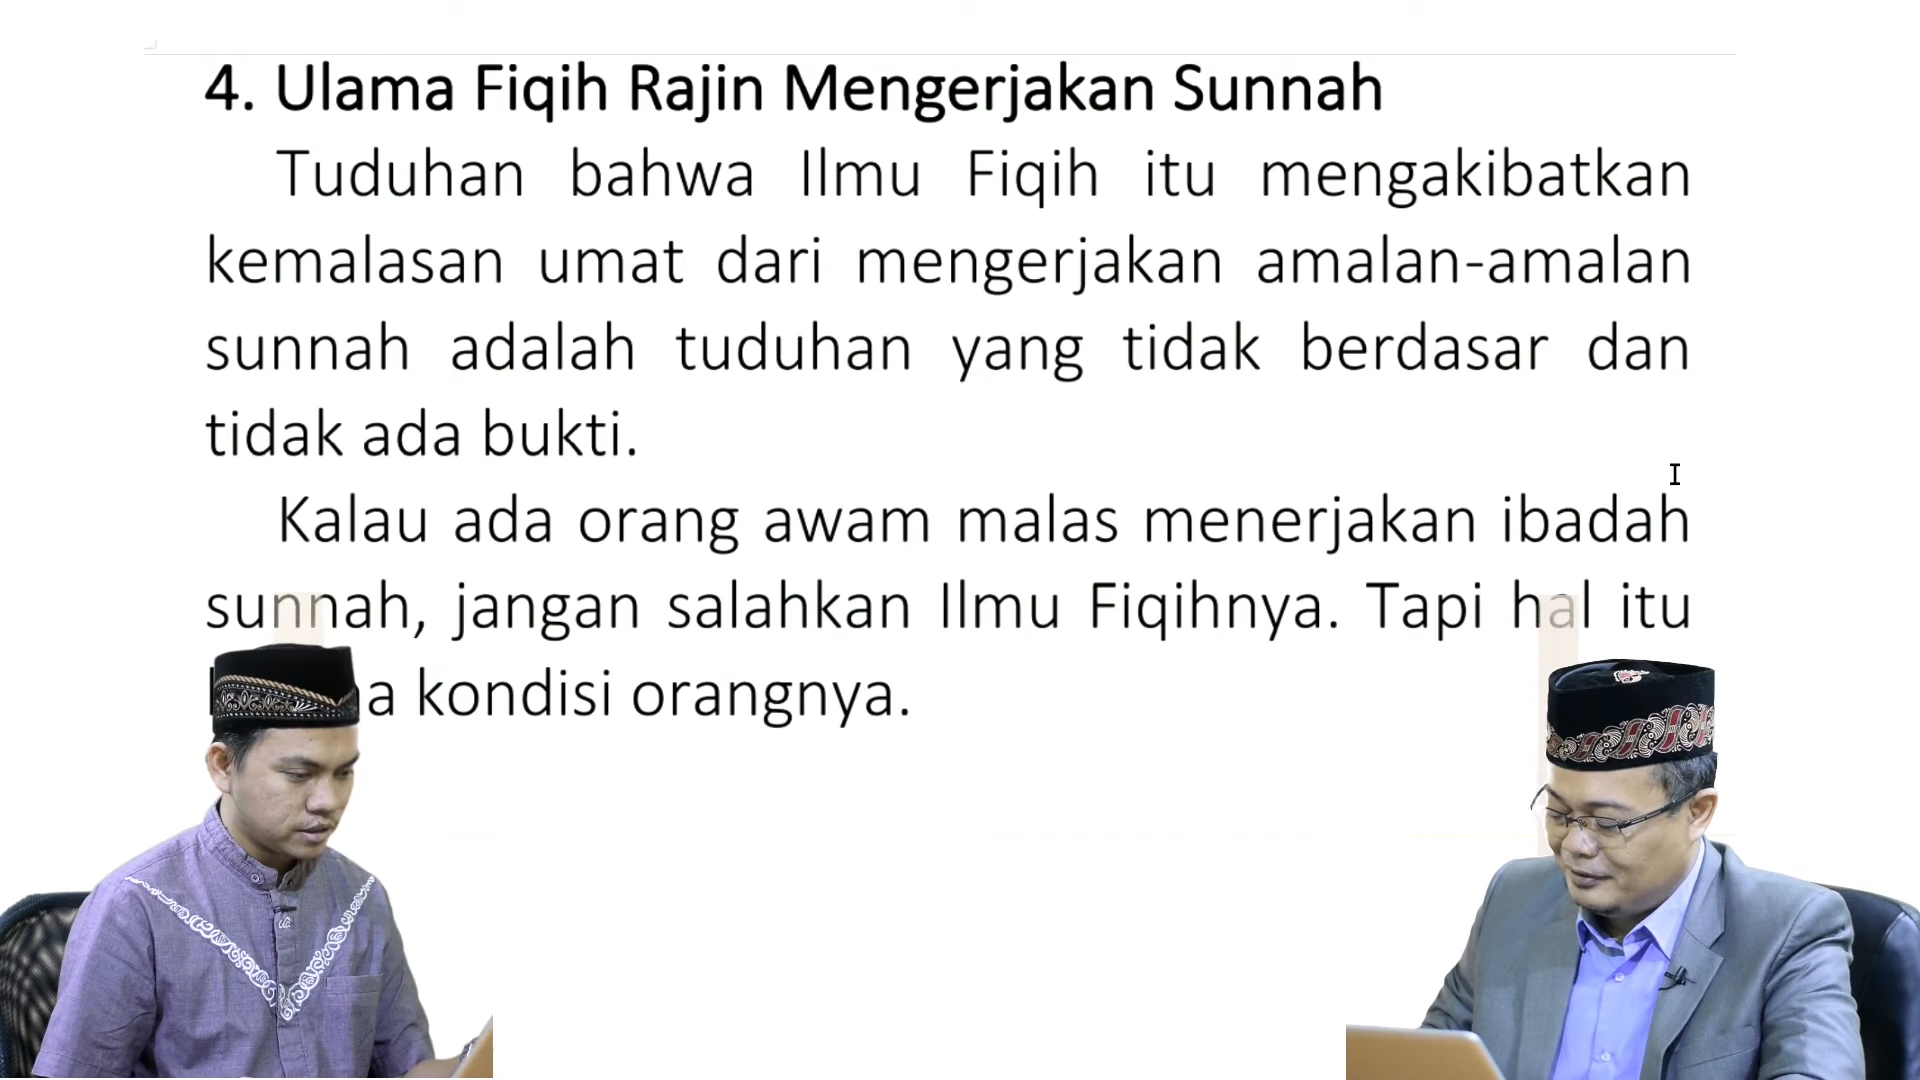 4. Ulama Fiqih Rajin Mengerjakan Sunnah
Tuduhan bahwa Ilmu Fiqih itu mengakibatkan
kemalasan umat dari mengerjakan amalan-amalan
sunnah adalah tuduhan yang tidak berdasar dan
tidak ada bukti.
Kalau ada orang awam malas menerjakan ibadah
sunnah, jangan salahkan Ilmu Fiqihnya. Tapi hal itu
kondisi orangnya.